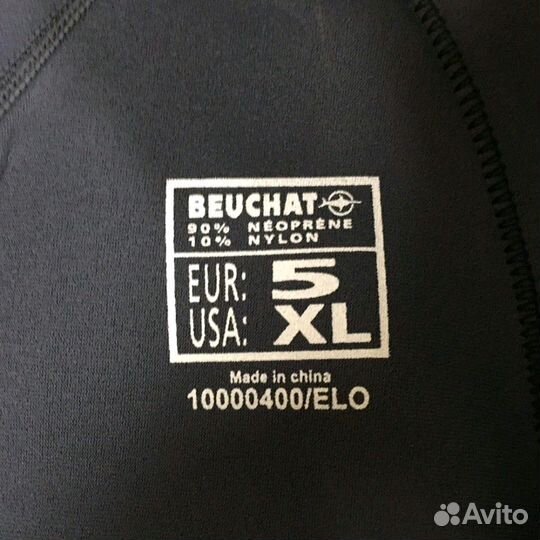 BEUCHAT
90% NÉOPRÈNE
10% NYLON
EUR: 5
USA: XL
Made in china
10000400/ELO
Avito